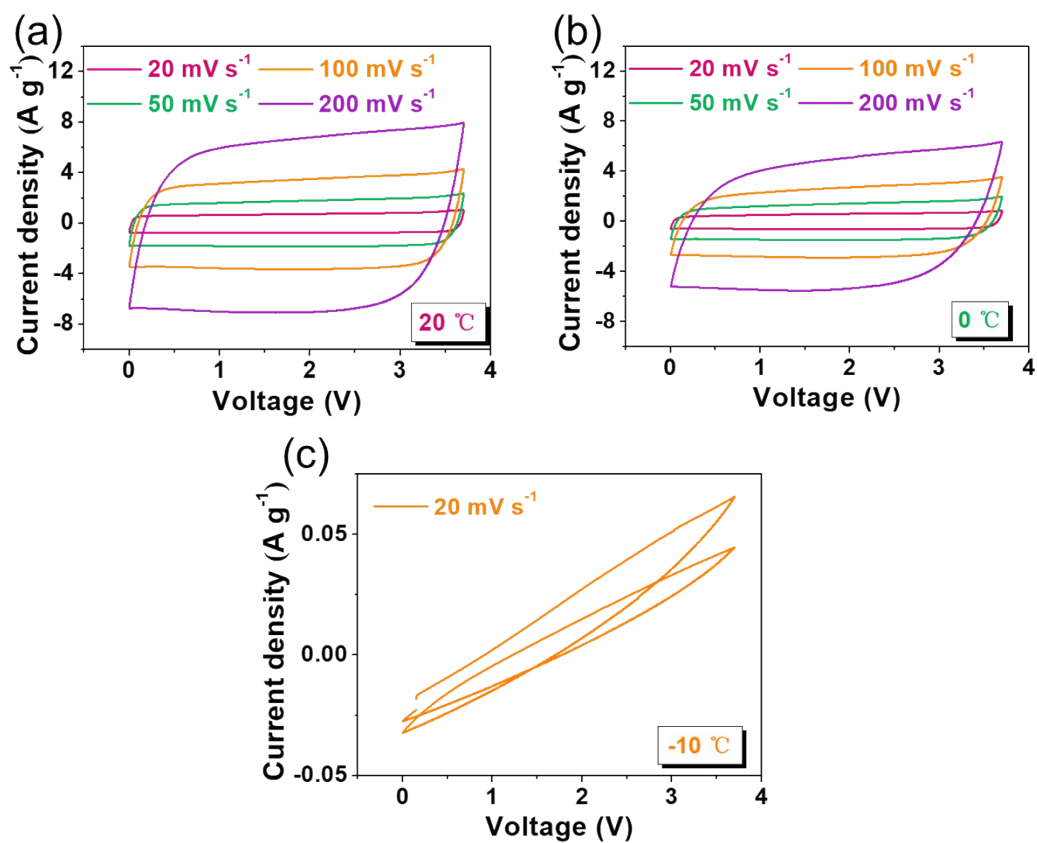 (a)
20 mV s⁻¹ 100 mV s⁻¹
50 mV s⁻¹ 200 mV s⁻¹
Current density (A g⁻¹)
12
8
4
0
-4
-8
20 ℃
0 1 2 3 4
Voltage (V)
(b)
20 mV s⁻¹ 100 mV s⁻¹
50 mV s⁻¹ 200 mV s⁻¹
Current density (A g⁻¹)
12
8
4
0
-4
-8
0 ℃
0 1 2 3 4
Voltage (V)
(c)
20 mV s⁻¹
Current density (A g⁻¹)
0.05
0.00
-0.05
-10 ℃
0 1 2 3 4
Voltage (V)